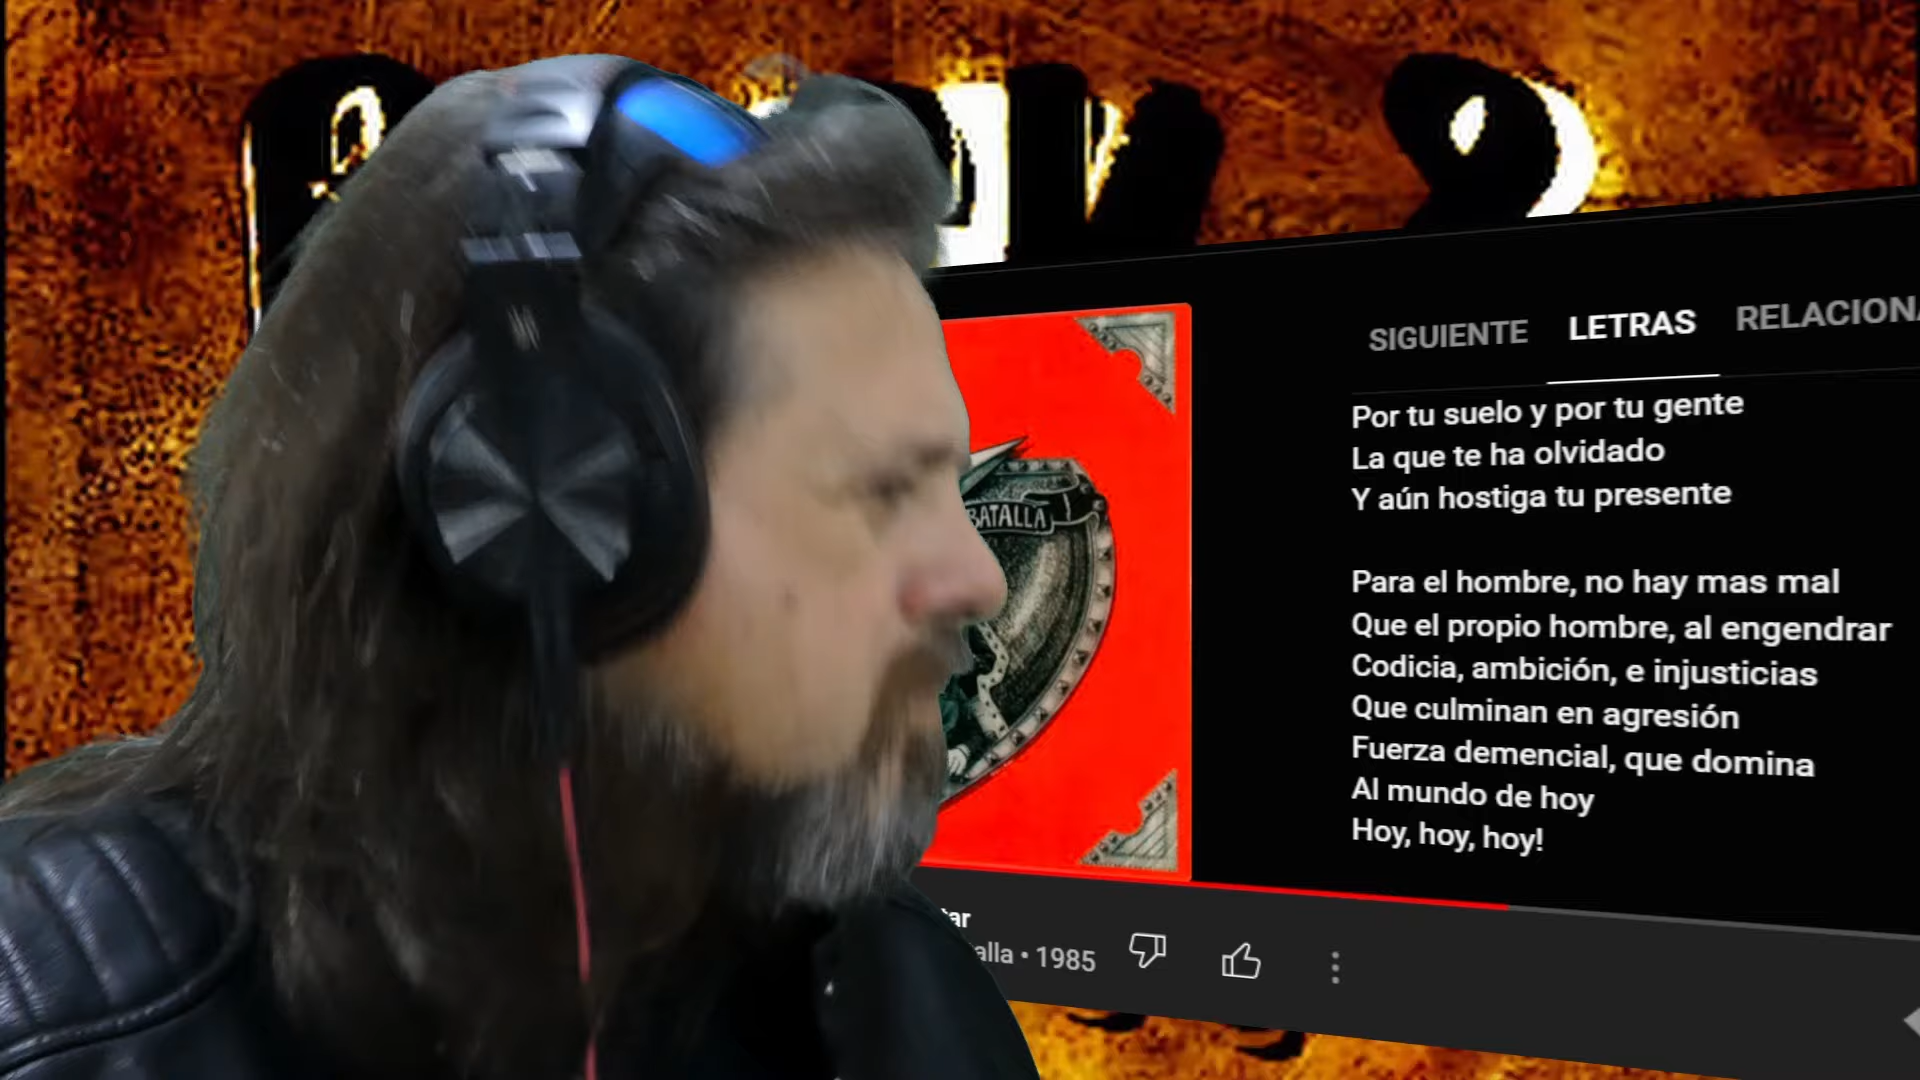 SIGUIENTE LETRAS
Por tu suelo y por tu gente
La que te ha olvidado
Y aún hostiga tu presente
Para el hombre, no hay mas mal
Que el propio hombre, al engendrar
Codicia, ambición, e injusticias
Que culminan en agresión
Fuerza demencial, que domina
Al mundo de hoy
Hoy, hoy, hoy!
BATALLA
• 1985